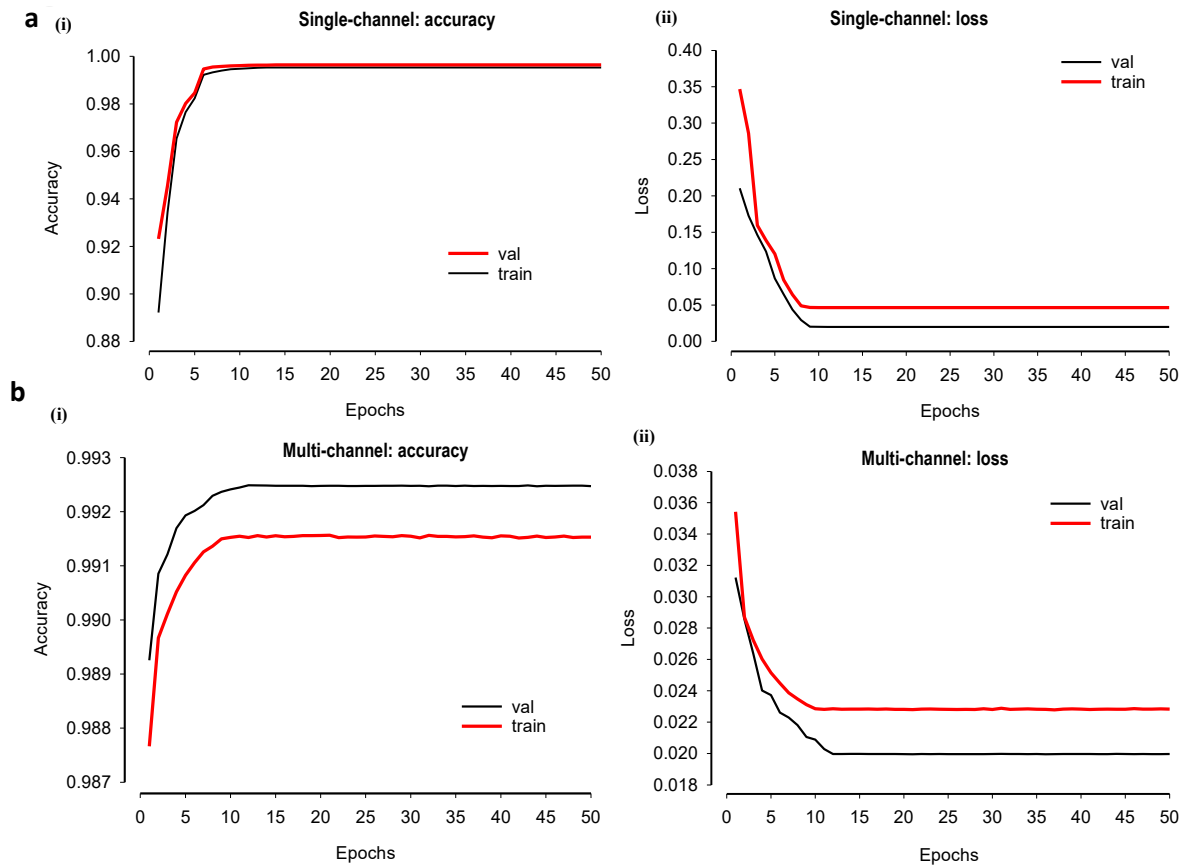 a (i) Single-channel: accuracy
1.00
0.98
0.96
0.94
0.92
0.90
0.88
Accuracy
val
train
0 5 10 15 20 25 30 35 40 45 50
Epochs
(ii) Single-channel: loss
0.40
0.35
0.30
0.25
0.20
0.15
0.10
0.05
0.00
Loss
val
train
0 5 10 15 20 25 30 35 40 45 50
Epochs
b (i) Multi-channel: accuracy
0.993
0.992
0.991
0.990
0.989
0.988
0.987
Accuracy
val
train
0 5 10 15 20 25 30 35 40 45 50
Epochs
(ii) Multi-channel: loss
0.038
0.036
0.034
0.032
0.030
0.028
0.026
0.024
0.022
0.020
0.018
Loss
val
train
0 5 10 15 20 25 30 35 40 45 50
Epochs